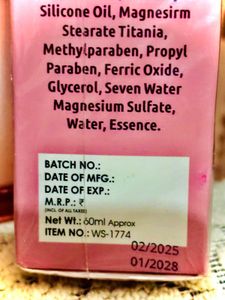 Silicone Oil, Magnesirm
Stearate Titania,
Methylparaben, Propyl
Paraben, Ferric Oxide,
Glycerol, Seven Water
Magnesium Sulfate,
Water, Essence.
BATCH NO.:
DATE OF MFG.:
DATE OF EXP.:
M.R.P.: ₹
(INCL. OF ALL TAXES)
Net Wt.: 60ml Approx
ITEM NO.: WS-1774
02/2025
01/2028